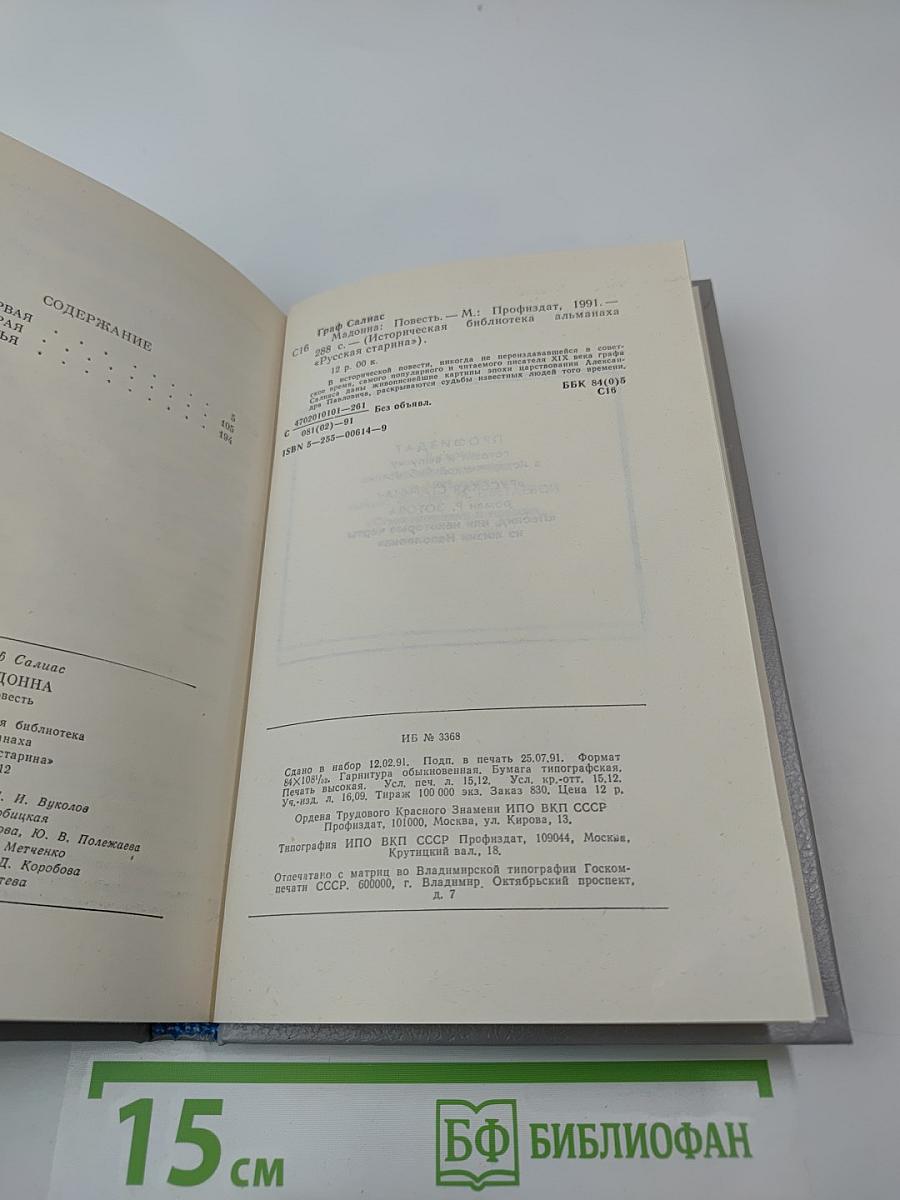 СОДЕРЖАНИЕ
5
105
194
Салиас
Повесть
библиотека
старина»
12
И. Вуколов
Ю. В. Полежаева
Метченко
Д. Коробова
Граф Салиас
С16 Мадонна: Повесть. — М.: Профиздат, 1991. —
288 с. — (Историческая библиотека альманаха
«Русская старина»).
12 р. 00 к.
В исторической повести, никогда не переиздававшейся в совет-
ское время, самого популярного и читаемого писателя XIX века графа
Салиаса даны живописнейшие картины эпохи царствования Алексан-
дра Павловича, раскрываются судьбы известных людей того времени.
С 4702010101—261
081(02)—91
Без объявл.
ББК 84(0)5
С16
ISBN 5—255—00614—9
ИБ № 3368
Сдано в набор 12.02.91. Подп. в печать 25.07.91. Формат
84×108¹/₃₂. Гарнитура обыкновенная. Бумага типографская.
Печать высокая. Усл. печ. л. 15,12. Усл. кр.-отт. 15,12.
Уч.-изд. л. 16,09. Тираж 100 000 экз. Заказ 830. Цена 12 р.
Ордена Трудового Красного Знамени ИПО ВКП СССР
Профиздат, 101000, Москва, ул. Кирова, 13.
Типография ИПО ВКП СССР Профиздат, 109044, Москва,
Крутицкий вал., 18.
Отпечатано с матриц во Владимирской типографии Госком-
печати СССР. 600000, г. Владимир, Октябрьский проспект,
д. 7
15 см
БФ БИБЛИОФАН